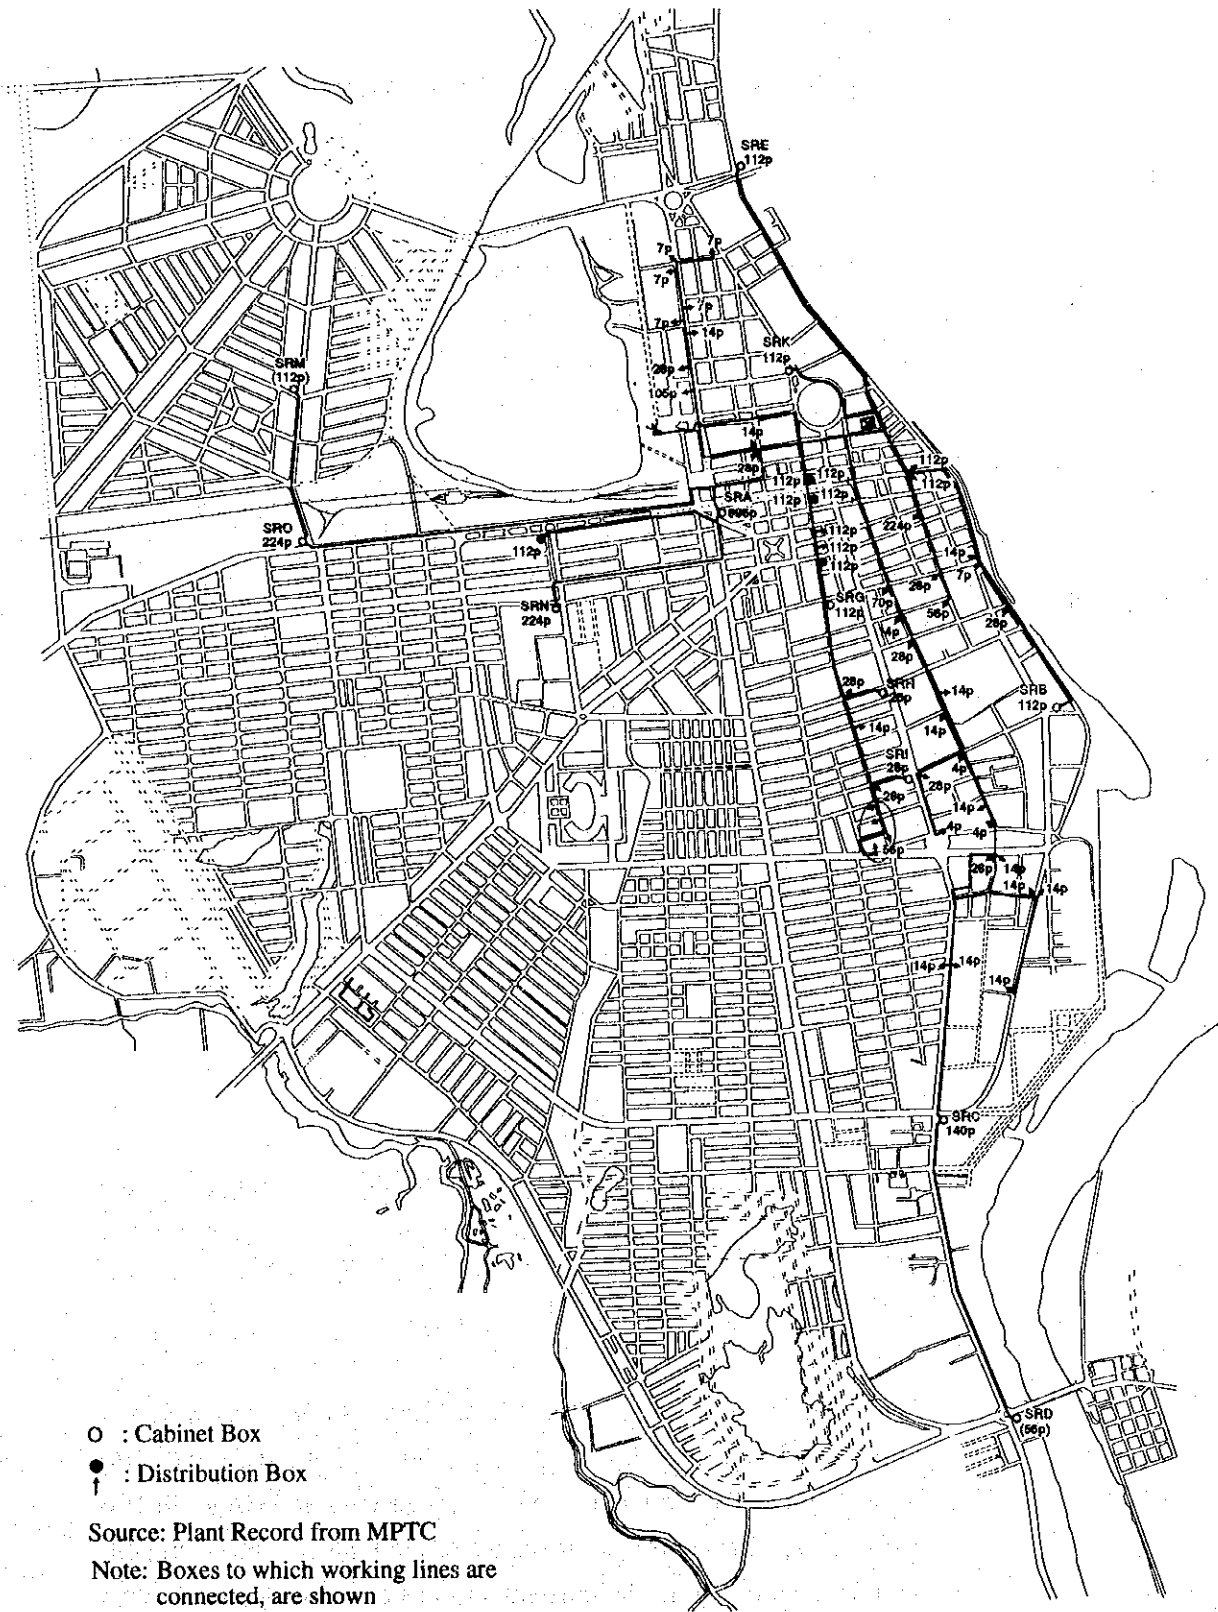 SRE
112p
7p
7p
7p
7p
7p
14p
SRK
112p
28p
105p
SRM
(112p)
14p
28p
112p
112p
112p
112p
112p
112p
SRA
SRO
224p
112p
224p
112p
112p
112p
14p
7p
SRN
224p
SRG
112p
70p
28p
56p
28p
28p
28p
SRH
14p
SRB
112p
14p
14p
SRI
28p
4p
28p
28p
14p
4p
4p
56p
28p
14p
14p
14p
14p
14p
14p
SRC
140p
SRD
(56p)
O : Cabinet Box
: Distribution Box
Source: Plant Record from MPTC
Note: Boxes to which working lines are
connected, are shown